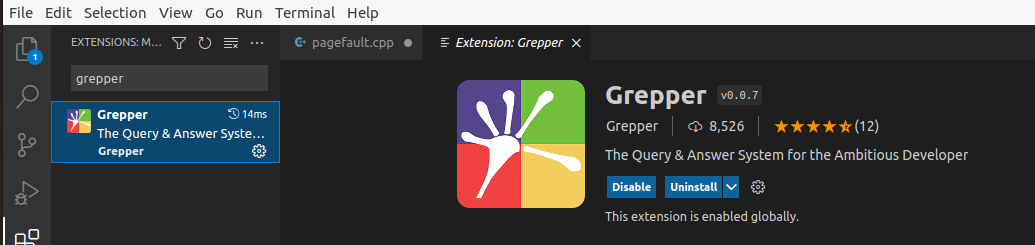 File Edit Selection View Go Run Terminal Help
EXTENSIONS: M...
pagefault.cpp
Extension: Grepper
1
grepper
Grepper
14ms
The Query & Answer Syste...
Grepper
Grepper v0.0.7
Grepper 8,526 (12)
The Query & Answer System for the Ambitious Developer
Disable Uninstall
This extension is enabled globally.